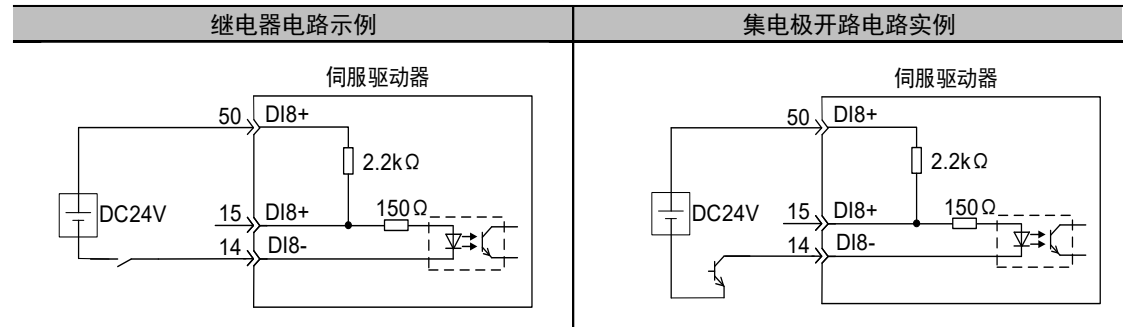 继电器电路示例
集电极开路电路实例
伺服驱动器
50 DI8+
2.2kΩ
DC24V
15 DI8+
150Ω
14 DI8-
伺服驱动器
50 DI8+
2.2kΩ
DC24V
15 DI8+
150Ω
14 DI8-